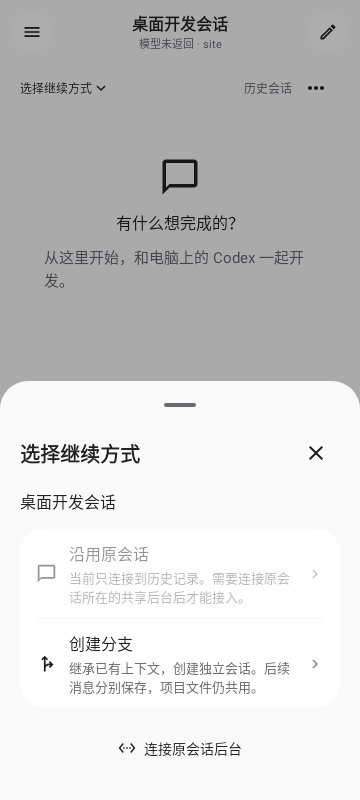 桌面开发会话
模型未返回 · site
选择继续方式
历史会话
有什么想完成的？
从这里开始，和电脑上的 Codex 一起开
发。
选择继续方式
桌面开发会话
沿用原会话
当前只连接到历史记录。需要连接原会
话所在的共享后台后才能接入。
创建分支
继承已有上下文，创建独立会话。后续
消息分别保存，项目文件仍共用。
连接原会话后台